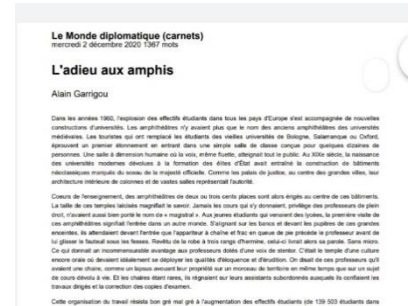 Le Monde diplomatique (carnets)
mercredi 2 décembre 2020 1367 mots
L'adieu aux amphis
Alain Garrigou
Dans les années 1960, l'explosion des effectifs étudiants dans tous les pays d'Europe s'est accompagnée de nouvelles
constructions d'universités. Les amphithéâtres n'y avaient plus que le nom des anciens amphithéâtres des universités
médiévales. Les touristes qui ont remplacé les étudiants des vieilles universités de Bologne, Salamanque ou Oxford,
éprouvent un premier étonnement en entrant dans une simple salle de classe conçue pour quelques dizaines de
personnes. Une salle à dimension humaine où la voix, même fluette, atteignait tout le public. Au XIXe siècle, la naissance
des universités modernes dévolues à la formation des élites d'État avait entraîné la construction de bâtiments
néoclassiques marqués du sceau de la majesté officielle. Comme les palais de justice, au centre des grandes villes, leur
architecture intérieure de colonnes et de vastes salles représentait l'autorité.
Coeurs de l'enseignement, des amphithéâtres de deux ou trois cents places sont alors érigés au centre de ces bâtiments.
La taille de ces temples laïcisés magnifiait le savoir. Jamais les cours qui s'y donnaient, privilège des professeurs de plein
droit, n'avaient aussi bien porté le nom de « magistral ». Aux jeunes étudiants qui venaient des lycées, la première visite de
ces amphithéâtres signifiait l'entrée dans un autre monde. S'alignant sur les bancs et devant les pupitres de ces grandes
enceintes, ils attendaient devant l'entrée que l'appariteur à chaîne et frac en queue de pie précède le professeur avant de
lui glisser le fauteuil sous les fesses. Revêtu de la robe à trois rangs d'hermine, celui-ci livrait alors sa parole. Sans micro.
Ce qui donnait un incommensurable avantage aux professeurs dotés d'une voix de stentor. C'était le temple d'une culture
encore orale où devaient idéalement se déployer les qualités d'éloquence et d'érudition. On disait de ces professeurs qu'il
avaient une chaire, comme un lapsus avouant leur propriété sur un morceau de territoire en même temps que sur un sujet
de cours dévolu à vie. Et les chaires étant rares, ils régnaient sur leurs assistants subordonnés auxquels ils confiaient les
travaux dirigés et la correction des copies d'examen.
Cette organisation du travail résista bon gré mal gré à l'augmentation des effectifs étudiants (de 139 503 étudiants dans